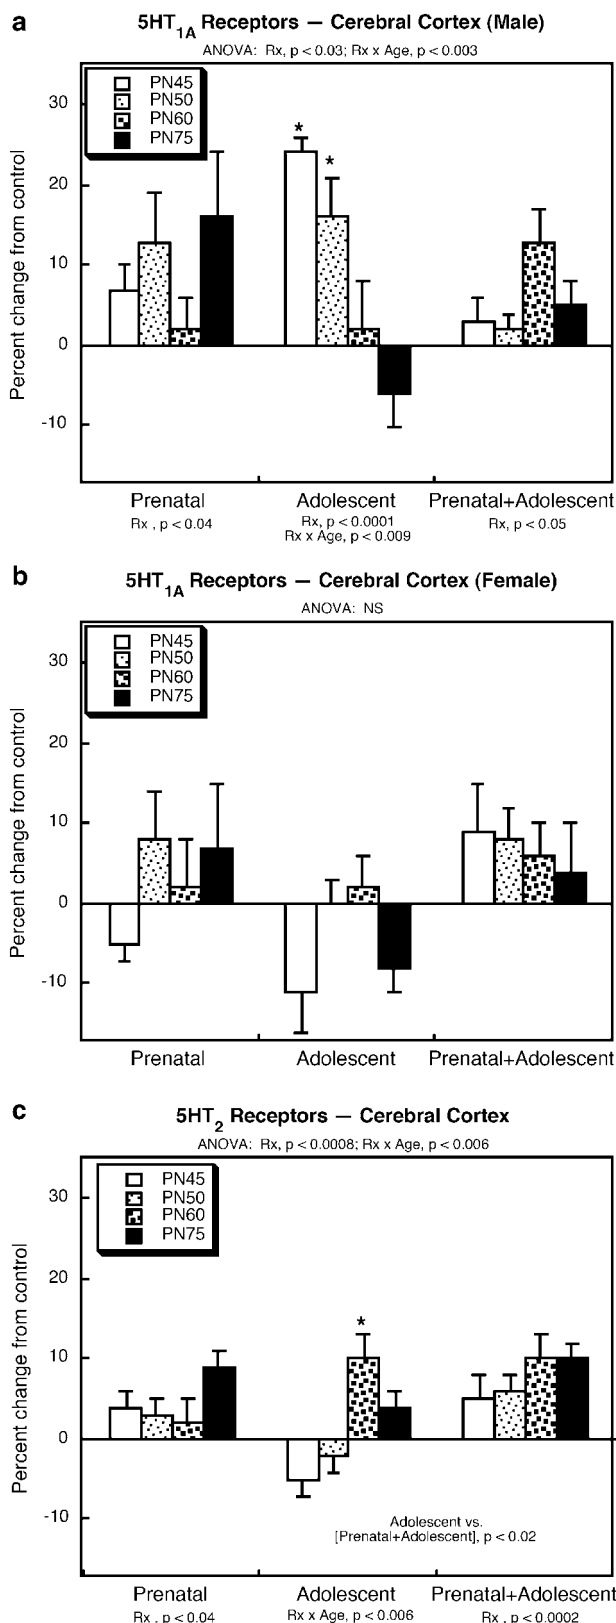 a
5HT1A Receptors — Cerebral Cortex (Male)
ANOVA: Rx, p < 0.03; Rx x Age, p < 0.003
PN45
PN50
PN60
PN75
Percent change from control
30
20
10
0
-10
*
*
Prenatal
Adolescent
Prenatal+Adolescent
Rx , p < 0.04
Rx, p < 0.0001
Rx, p < 0.05
Rx x Age, p < 0.009
b
5HT1A Receptors — Cerebral Cortex (Female)
ANOVA: NS
PN45
PN50
PN60
PN75
Percent change from control
30
20
10
0
-10
Prenatal
Adolescent
Prenatal+Adolescent
c
5HT2 Receptors — Cerebral Cortex
ANOVA: Rx, p < 0.0008; Rx x Age, p < 0.006
PN45
PN50
PN60
PN75
Percent change from control
30
20
10
0
-10
*
Adolescent vs.
[Prenatal+Adolescent], p < 0.02
Prenatal
Adolescent
Prenatal+Adolescent
Rx , p < 0.04
Rx x Age, p < 0.006
Rx , p < 0.0002